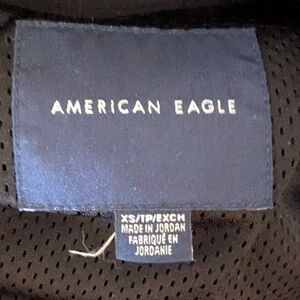 AMERICAN EAGLE
XS/TP/EXCH
MADE IN JORDAN
FABRIQUÉ EN
JORDANIE